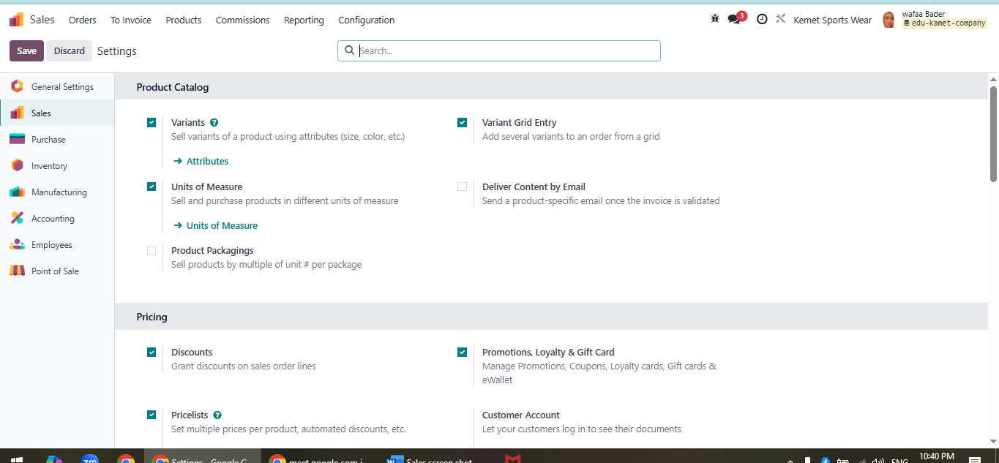 Sales Orders To Invoice Products Commissions Reporting Configuration 3 Kemet Sports Wear wafaa Bader
edu-kamet-company
Save Discard Settings Search...
General Settings
Sales
Purchase
Inventory
Manufacturing
Accounting
Employees
Point of Sale
Product Catalog
Variants ?
Sell variants of a product using attributes (size, color, etc.)
Attributes
Variant Grid Entry
Add several variants to an order from a grid
Units of Measure
Sell and purchase products in different units of measure
Units of Measure
Deliver Content by Email
Send a product-specific email once the invoice is validated
Product Packagings
Sell products by multiple of unit # per package
Pricing
Discounts
Grant discounts on sales order lines
Promotions, Loyalty & Gift Card
Manage Promotions, Coupons, Loyalty cards, Gift cards &
eWallet
Pricelists ?
Set multiple prices per product, automated discounts, etc.
Customer Account
Let your customers log in to see their documents
zm Settings - Google C meet.google.com i Sales screen shot ENG 10:40 PM